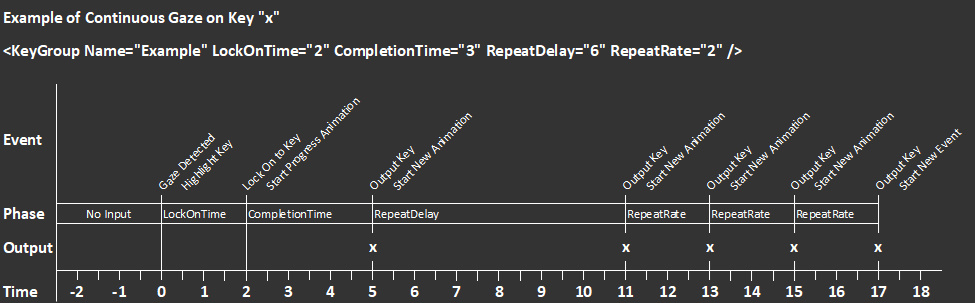 Example of Continuous Gaze on Key "x"
<KeyGroup Name="Example" LockOnTime="2" CompletionTime="3" RepeatDelay="6" RepeatRate="2" />
Event
Gaze Detected
Highlight Key
Lock On to Key
Start Progress Animation
Output Key
Start New Animation
Output Key
Start New Animation
Output Key
Start New Animation
Output Key
Start New Animation
Output Key
Start New Event
Phase No Input LockOnTime CompletionTime RepeatDelay RepeatRate RepeatRate RepeatRate
Output x x x x x
Time -2 -1 0 1 2 3 4 5 6 7 8 9 10 11 12 13 14 15 16 17 18